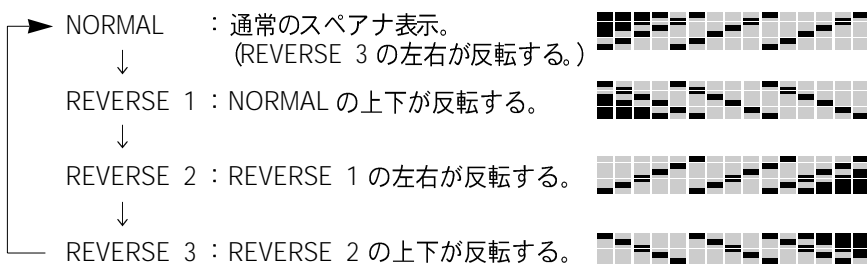 NORMAL : 通常のスペアナ表示。
(REVERSE 3 の左右が反転する。)
↓
REVERSE 1 : NORMAL の上下が反転する。
↓
REVERSE 2 : REVERSE 1 の左右が反転する。
↓
REVERSE 3 : REVERSE 2 の上下が反転する。